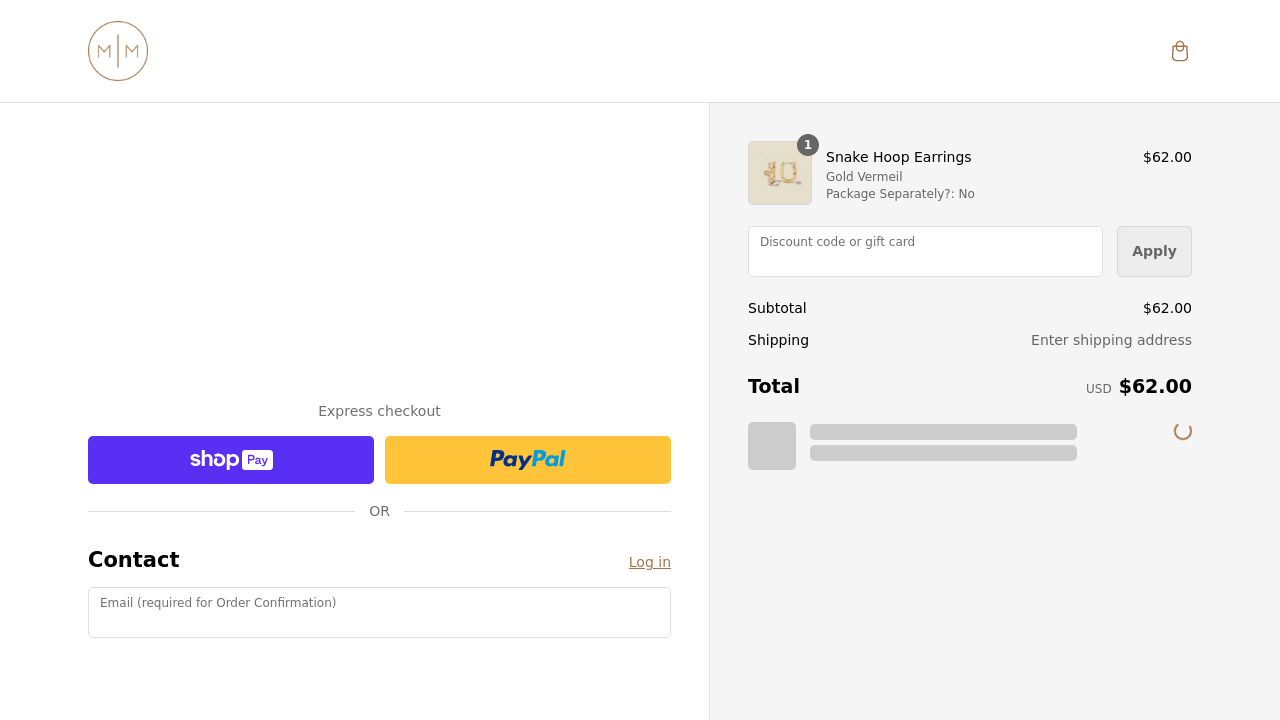 M|M
Express checkout
shop Pay
PayPal
OR
Contact
Log in
Email (required for Order Confirmation)
1
Snake Hoop Earrings
$62.00
Gold Vermeil
Package Separately?: No
Discount code or gift card
Apply
Subtotal
$62.00
Shipping
Enter shipping address
Total
USD $62.00